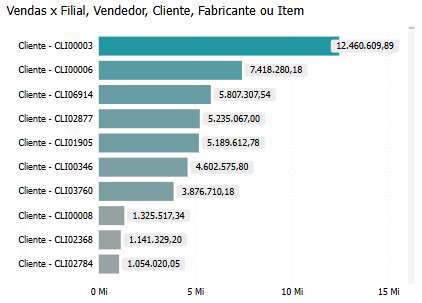 Vendas x Filial, Vendedor, Cliente, Fabricante ou Item
Cliente - CLI00003 12.460.609,89
Cliente - CLI00006 7.418.280,18
Cliente - CLI06914 5.807.307,54
Cliente - CLI02877 5.235.067,00
Cliente - CLI01905 5.189.612,78
Cliente - CLI00346 4.602.575,80
Cliente - CLI03760 3.876.710,18
Cliente - CLI00008 1.325.517,34
Cliente - CLI02368 1.141.329,20
Cliente - CLI02784 1.054.020,05
0 Mi 5 Mi 10 Mi 15 Mi